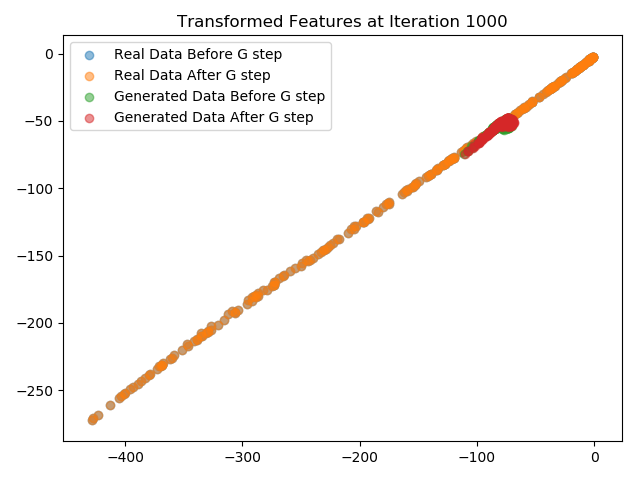 Transformed Features at Iteration 1000
Real Data Before G step
Real Data After G step
Generated Data Before G step
Generated Data After G step
0
−50
−100
−150
−200
−250
−400
−300
−200
−100
0